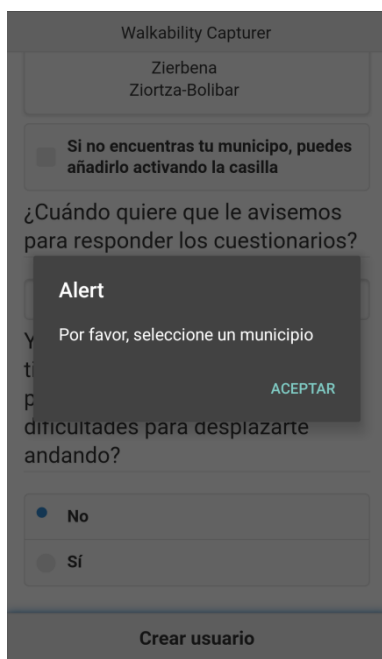 Walkability Capturer
Zierbena
Ziortza-Bolibar
Si no encuentras tu municipo, puedes
añadirlo activando la casilla
¿Cuándo quiere que le avisemos
para responder los cuestionarios?
Alert
Por favor, seleccione un municipio
ACEPTAR
dificultades para desplazarte
andando?
No
Sí
Crear usuario